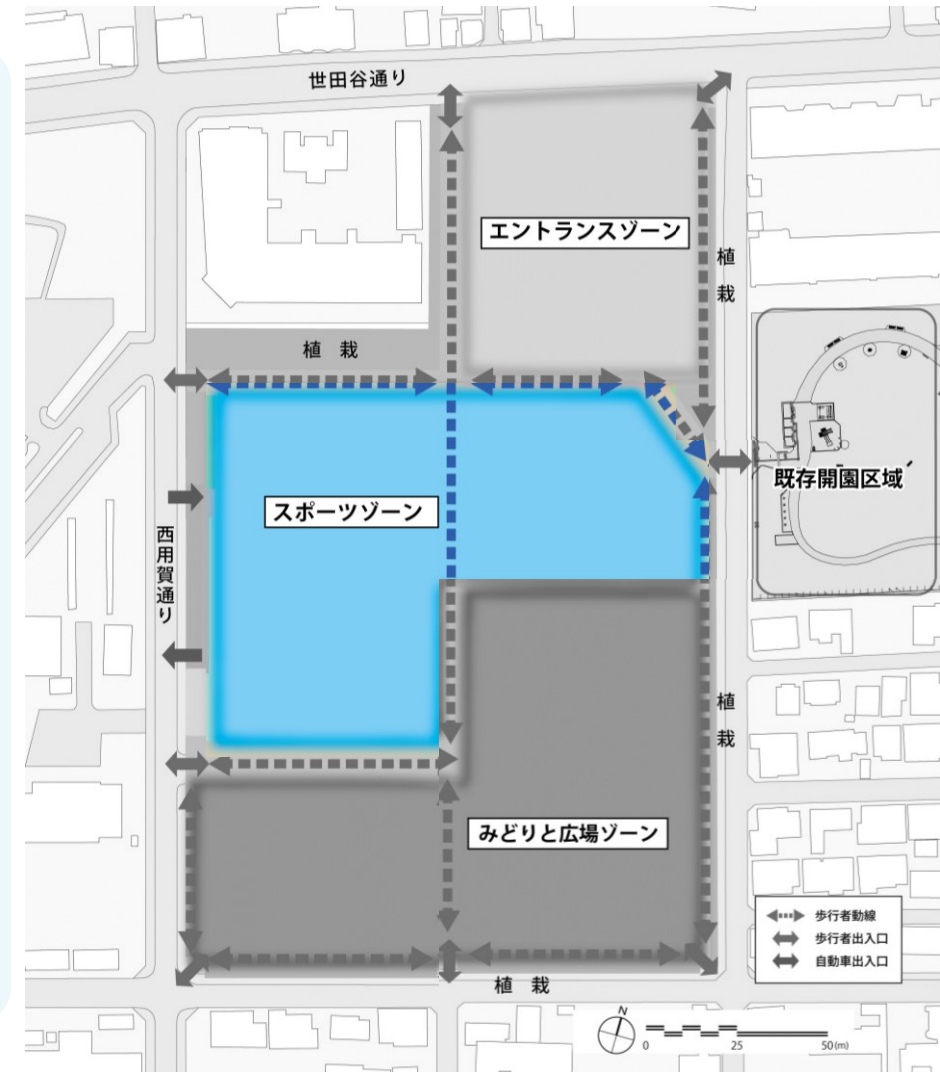 世田谷通り
エントランスゾーン
植栽
植栽
既存開園区域
スポーツゾーン
西用賀通り
植栽
みどりと広場ゾーン
歩行者動線
歩行者出入口
自動車出入口
植栽
N
0 25 50(m)